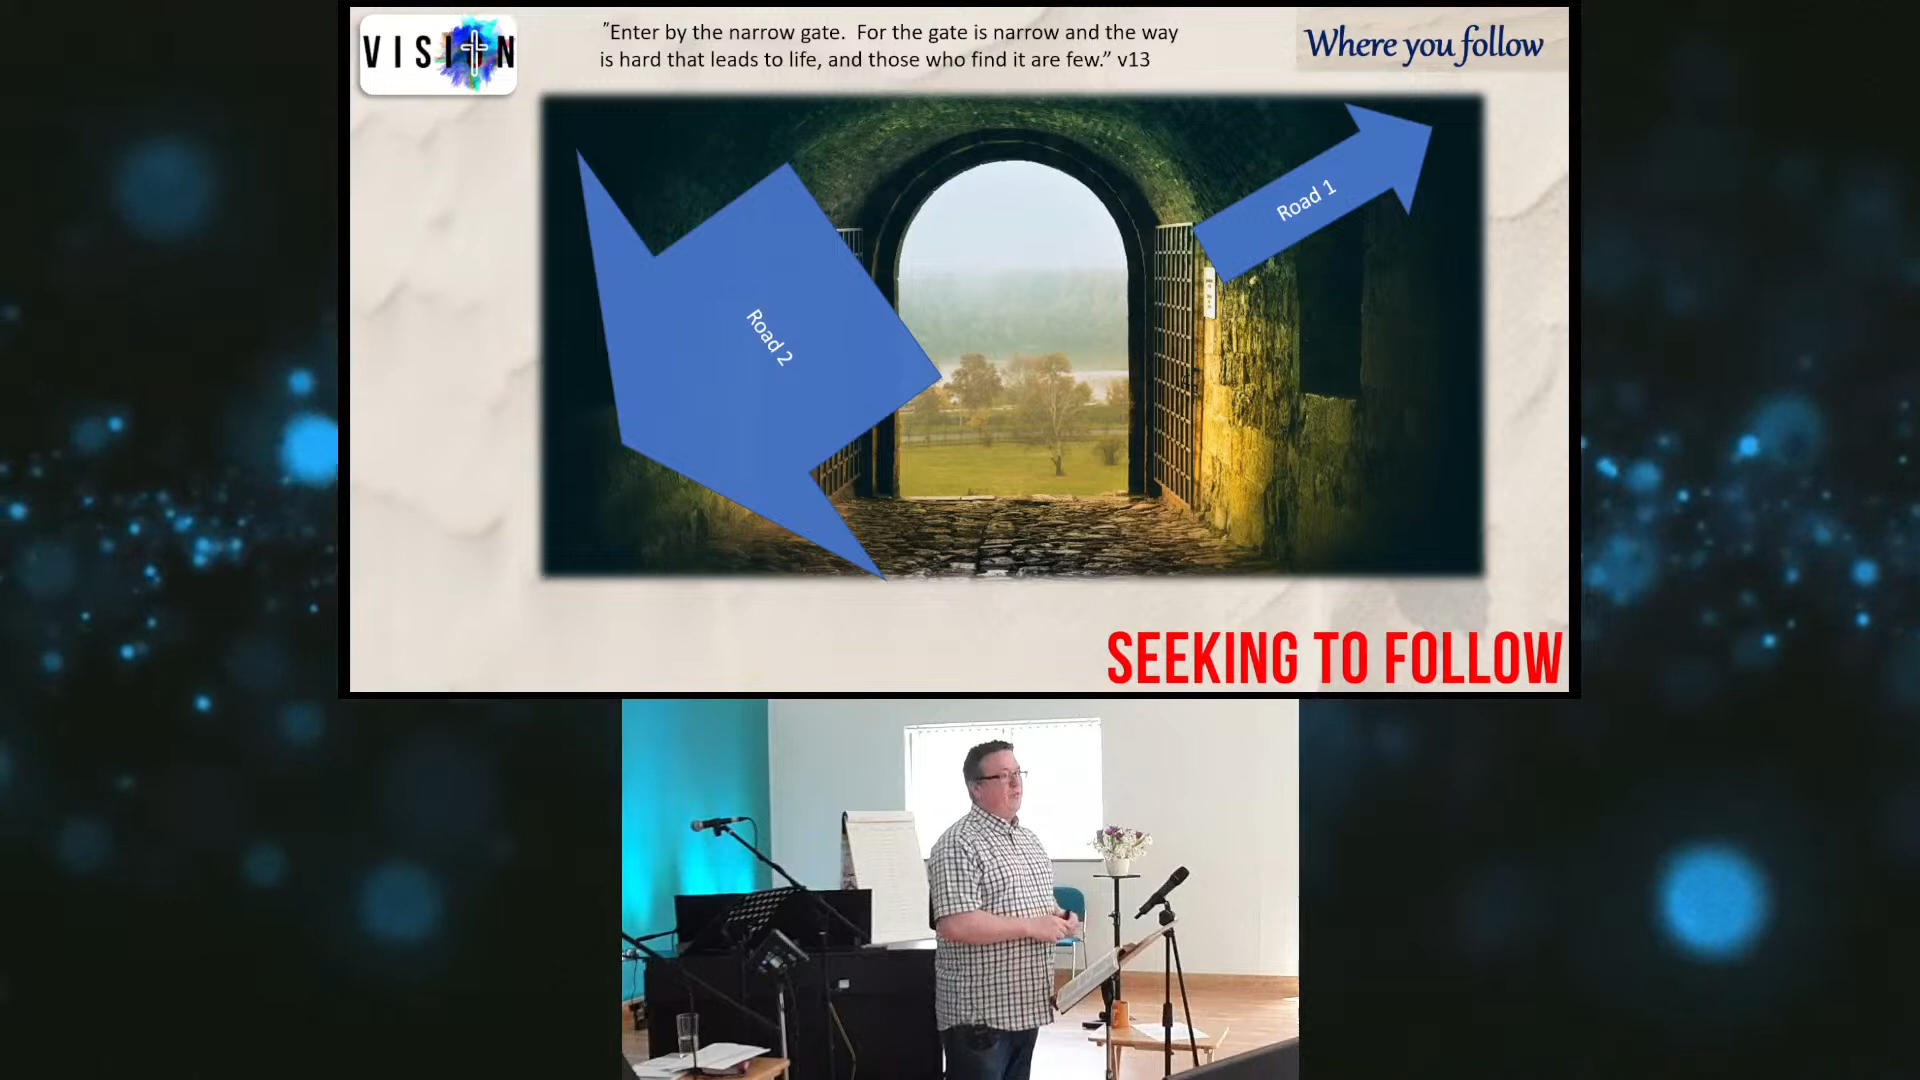 VISION
"Enter by the narrow gate.  For the gate is narrow and the way
is hard that leads to life, and those who find it are few.” v13
Where you follow
Road 1
Road 2
SEEKING TO FOLLOW